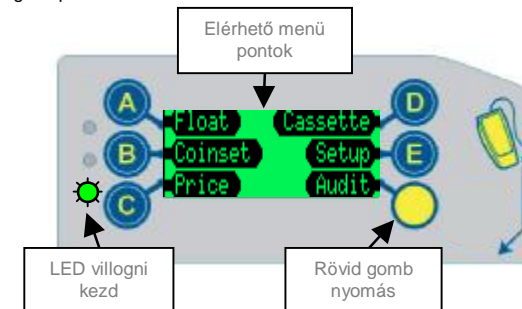 Elérhető menü
pontok
A
D
Float Cassette
B
Coinset Setup
E
Price Audit
C
LED villogni
kezd
Rövid gomb
nyomás